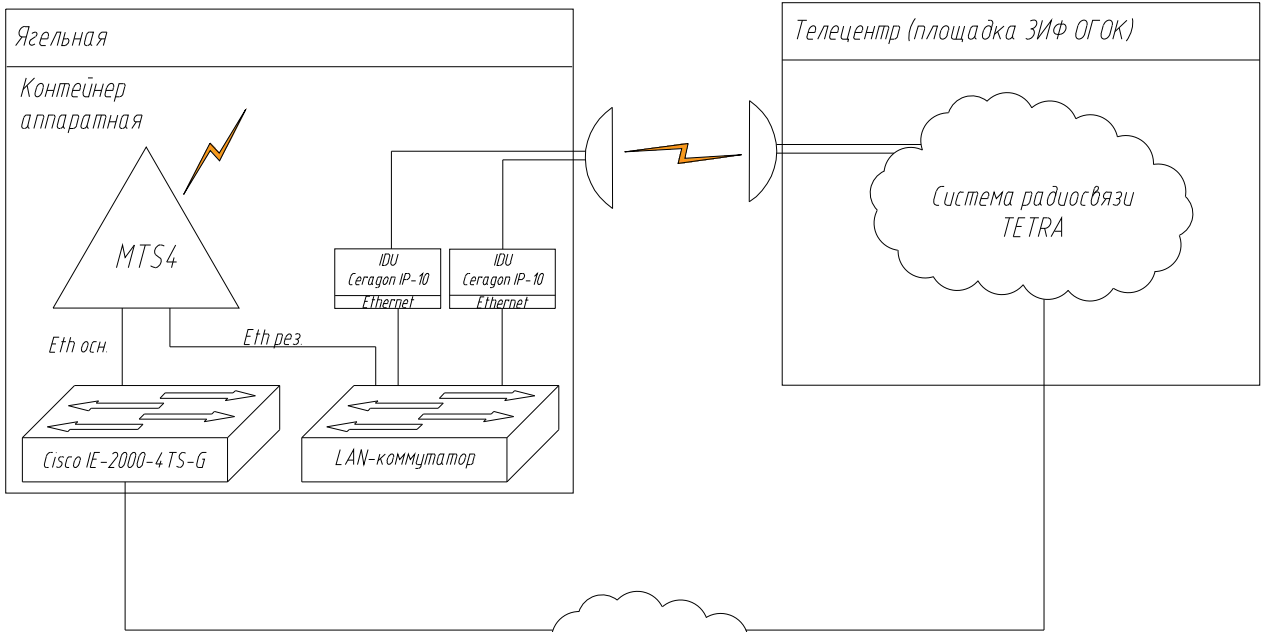 Ягельная
Контейнер
аппаратная
MTS4
Eth осн.
Eth рез.
IDU
Ceragon IP-10
Ethernet
IDU
Ceragon IP-10
Ethernet
Cisco IE-2000-4TS-G
LAN-коммутатор
Телецентр (площадка ЗИФ ОГОК)
Система радиосвязи
TETRA